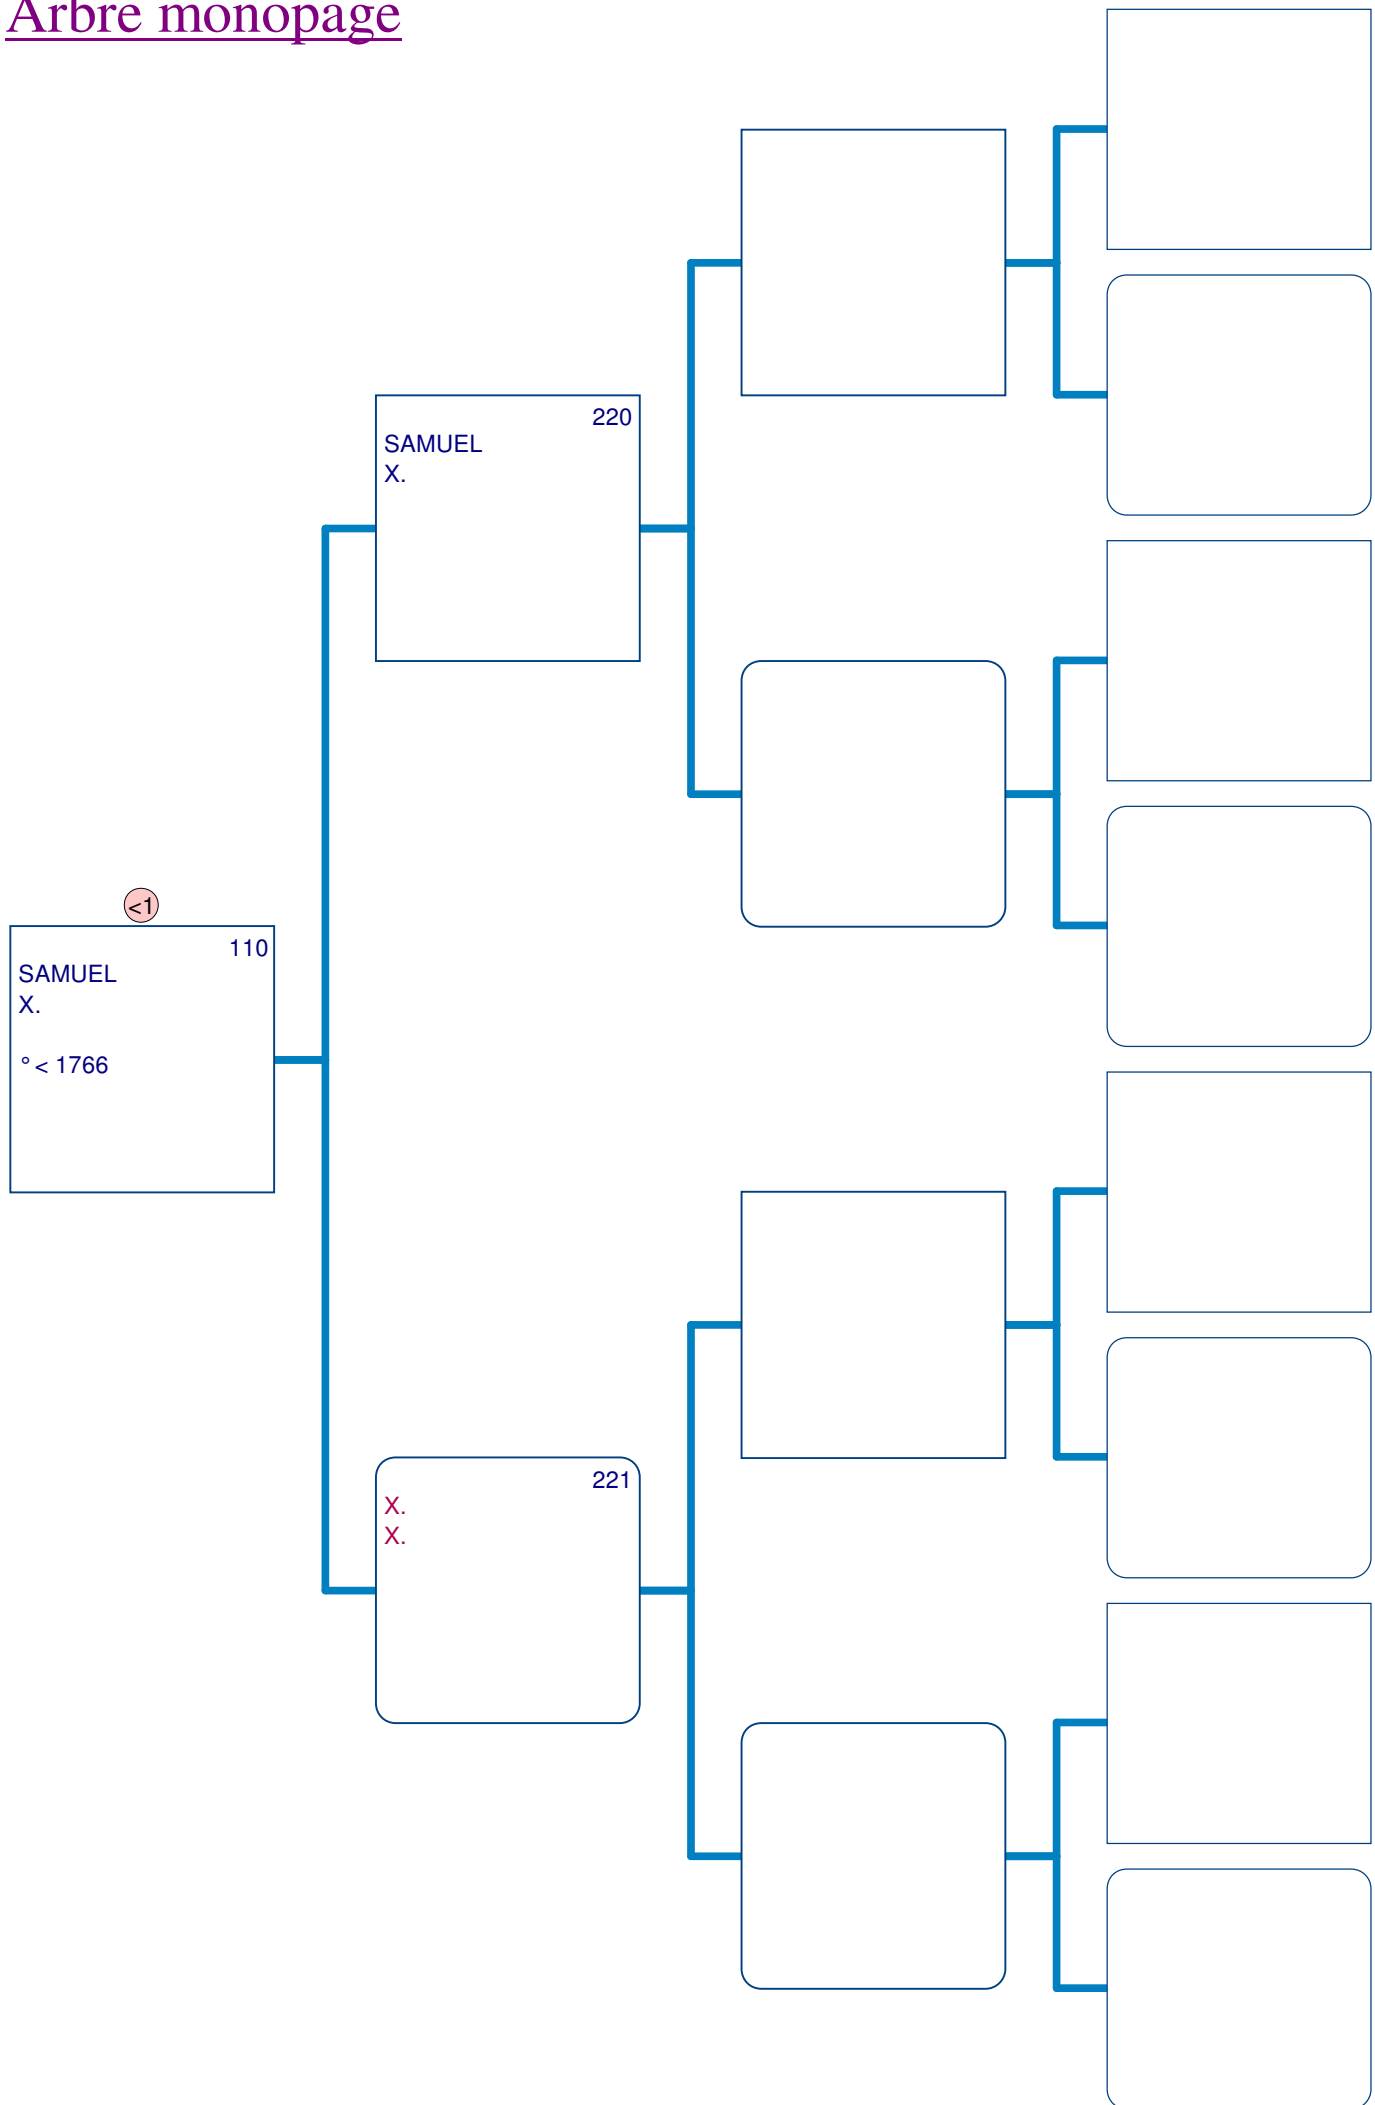 Arbre monopage
220
SAMUEL
X.
<1
110
SAMUEL
X.
° < 1766
221
X.
X.